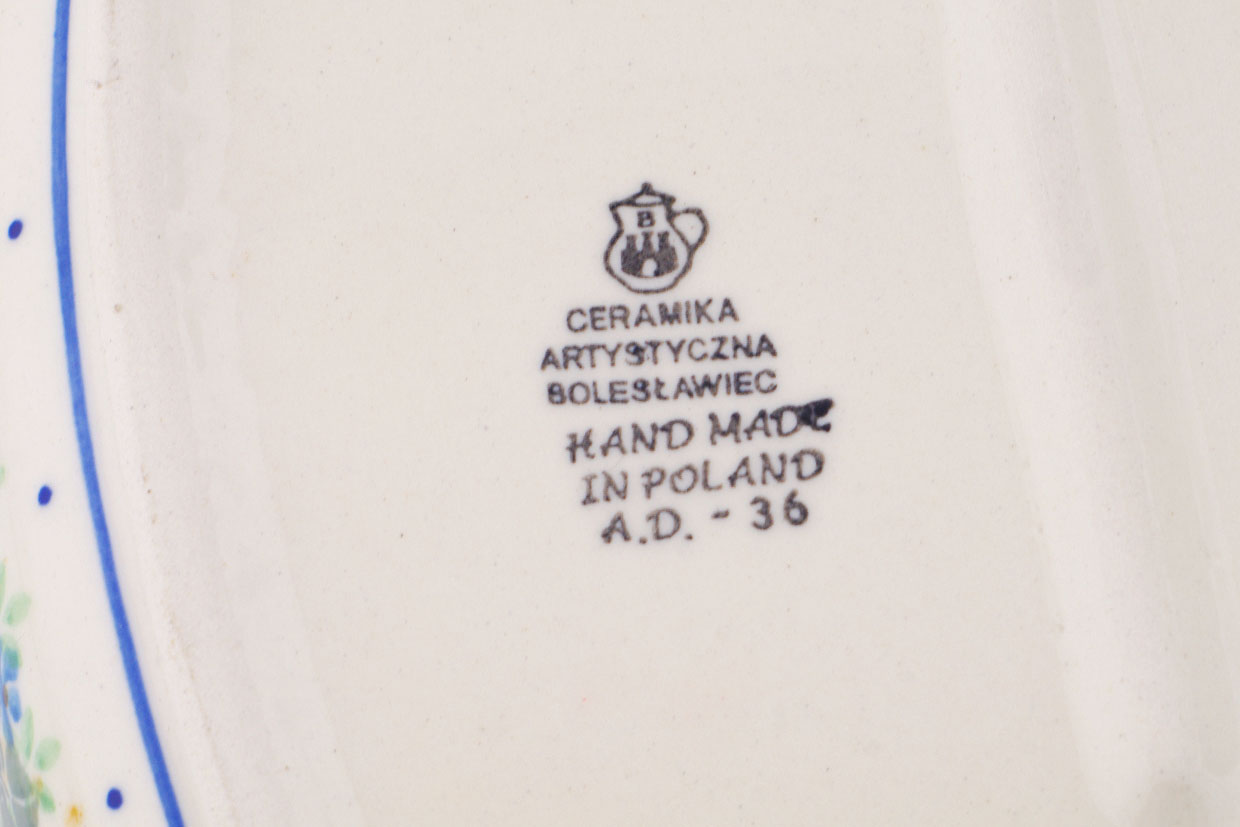 B
CERAMIKA
ARTYSTYCZNA
BOLESŁAWIEC
HAND MADE
IN POLAND
A.D. - 36